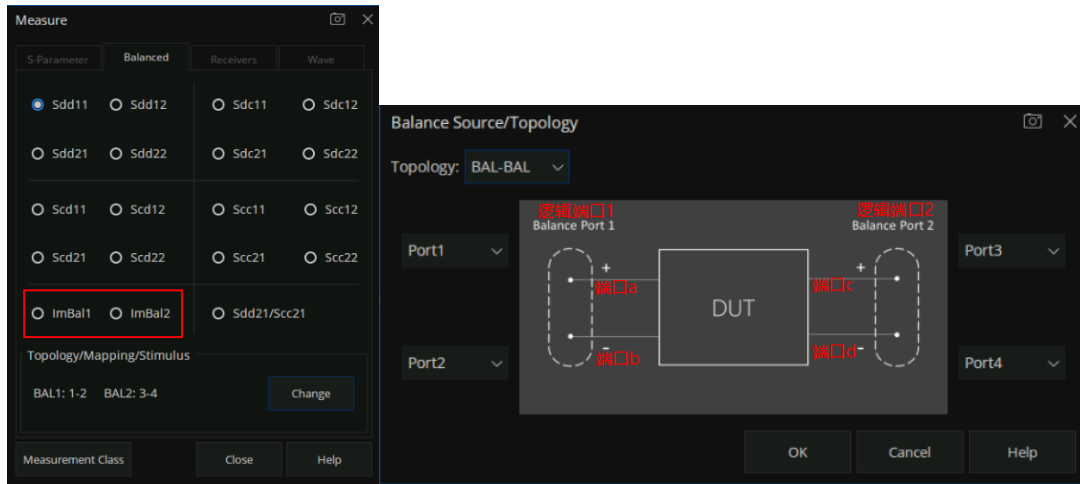 Measure
S-Parameter Balanced Receivers Wave
Sdd11 Sdd12 Sdc11 Sdc12
Sdd21 Sdd22 Sdc21 Sdc22
Scd11 Scd12 Scc11 Scc12
Scd21 Scd22 Scc21 Scc22
ImBal1 ImBal2 Sdd21/Scc21
Topology/Mapping/Stimulus
BAL1: 1-2 BAL2: 3-4 Change
Measurement Class Close Help
Balance Source/Topology
Topology: BAL-BAL
逻辑端口1 逻辑端口2
Balance Port 1 Balance Port 2
Port1 Port3
+ +
端口a 端口c
DUT
- -
端口b 端口d
Port2 Port4
OK Cancel Help